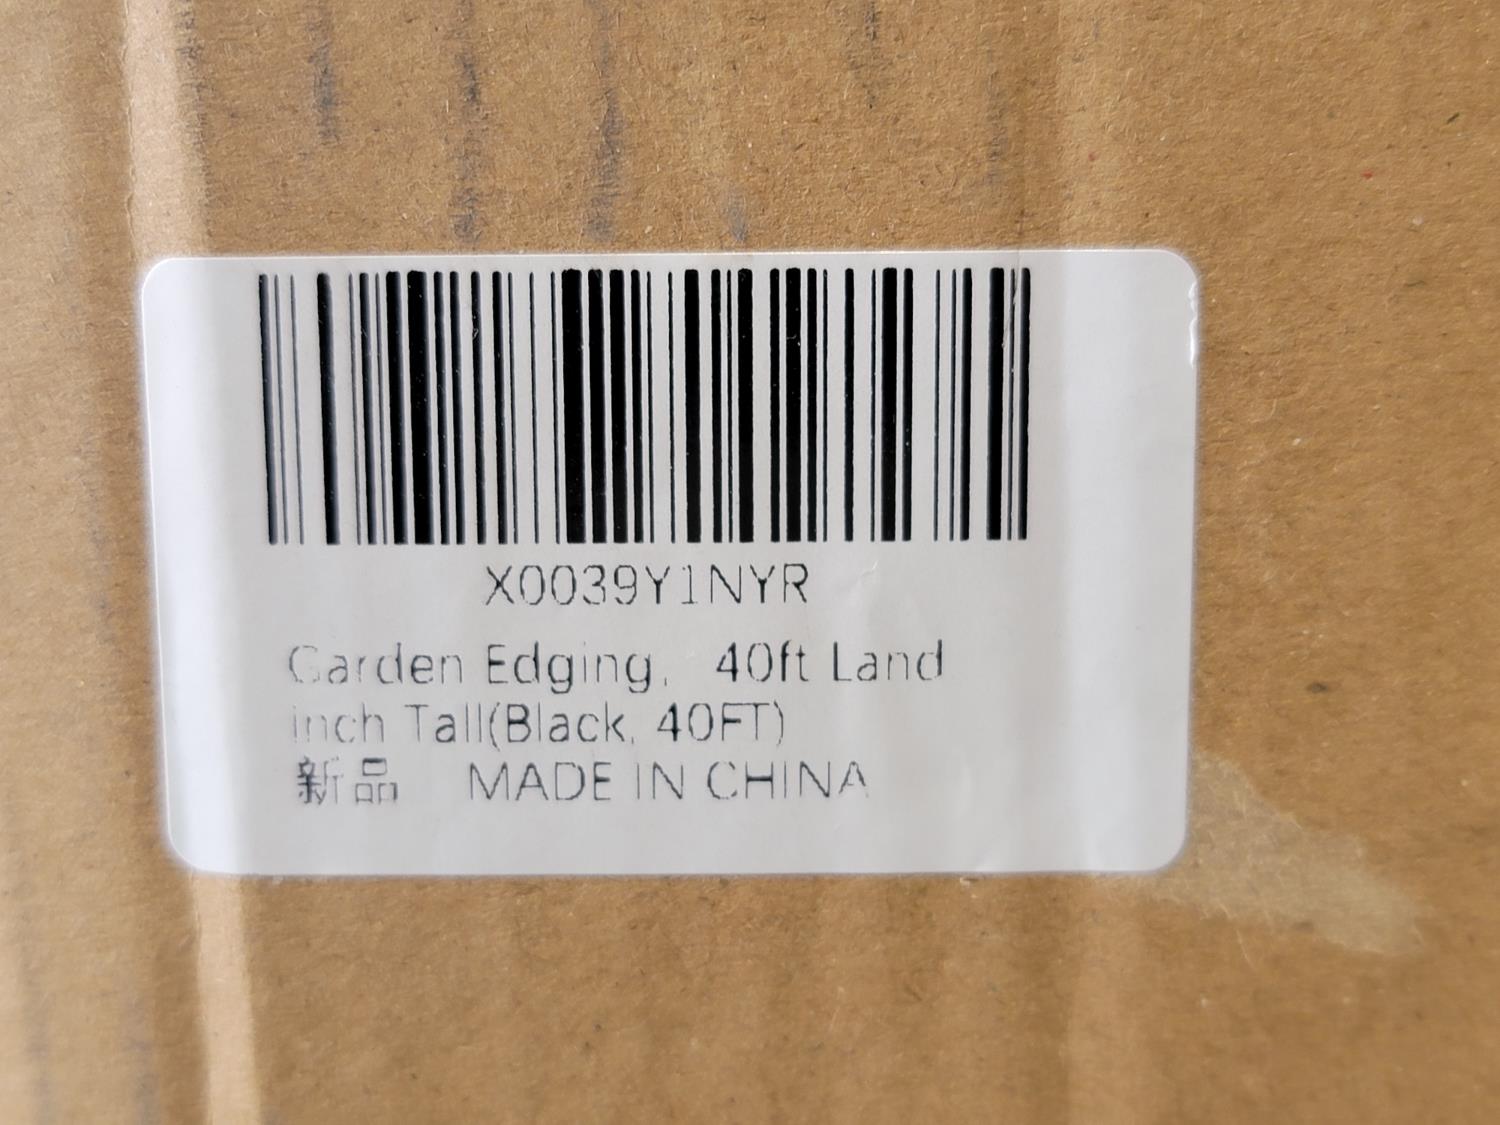 X0039Y1NYR
Garden Edging, 40ft Land
inch Tall(Black, 40FT)
新品 MADE IN CHINA